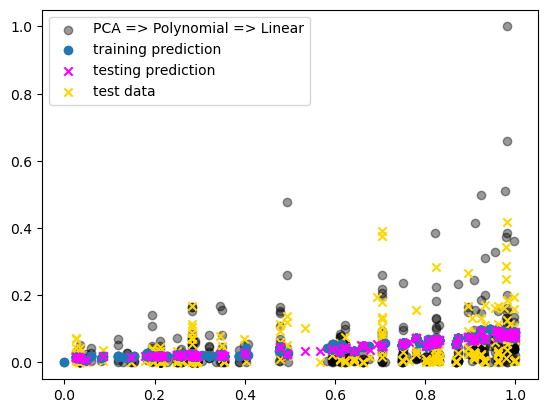 PCA => Polynomial => Linear
training prediction
testing prediction
test data
1.0
0.8
0.6
0.4
0.2
0.0
0.0 0.2 0.4 0.6 0.8 1.0